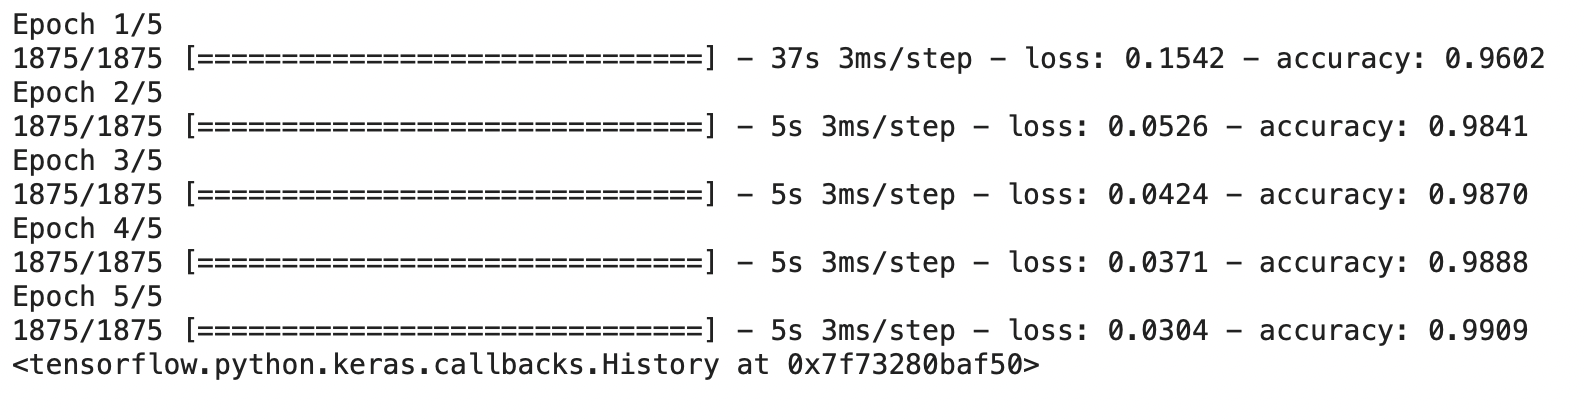 Epoch 1/5
1875/1875 [==============================] - 37s 3ms/step - loss: 0.1542 - accuracy: 0.9602
Epoch 2/5
1875/1875 [==============================] - 5s 3ms/step - loss: 0.0526 - accuracy: 0.9841
Epoch 3/5
1875/1875 [==============================] - 5s 3ms/step - loss: 0.0424 - accuracy: 0.9870
Epoch 4/5
1875/1875 [==============================] - 5s 3ms/step - loss: 0.0371 - accuracy: 0.9888
Epoch 5/5
1875/1875 [==============================] - 5s 3ms/step - loss: 0.0304 - accuracy: 0.9909
<tensorflow.python.keras.callbacks.History at 0x7f73280baf50>